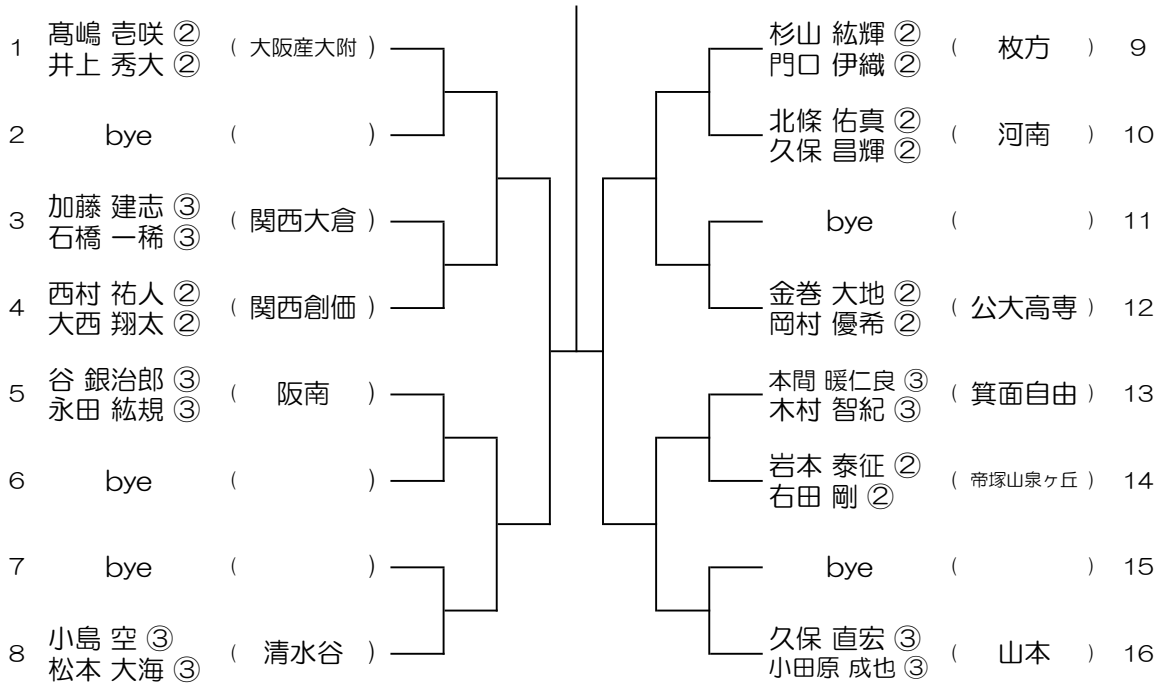 1 髙嶋 壱咲 ② ( 大阪産大附 )
井上 秀大 ②
2 bye ( )
3 加藤 建志 ③ ( 関西大倉 )
石橋 一稀 ③
4 西村 祐人 ② ( 関西創価 )
大西 翔太 ②
5 谷 銀治郎 ③ ( 阪南 )
永田 紘規 ③
6 bye ( )
7 bye ( )
8 小島 空 ③ ( 清水谷 )
松本 大海 ③
杉山 紘輝 ② ( 枚方 ) 9
門口 伊織 ②
北條 佑真 ② ( 河南 ) 10
久保 昌輝 ②
bye ( ) 11
金巻 大地 ② ( 公大高専 ) 12
岡村 優希 ②
本間 暖仁良 ③ ( 箕面自由 ) 13
木村 智紀 ③
岩本 泰征 ② ( 帝塚山泉ヶ丘 ) 14
右田 剛 ②
bye ( ) 15
久保 直宏 ③ ( 山本 ) 16
小田原 成也 ③